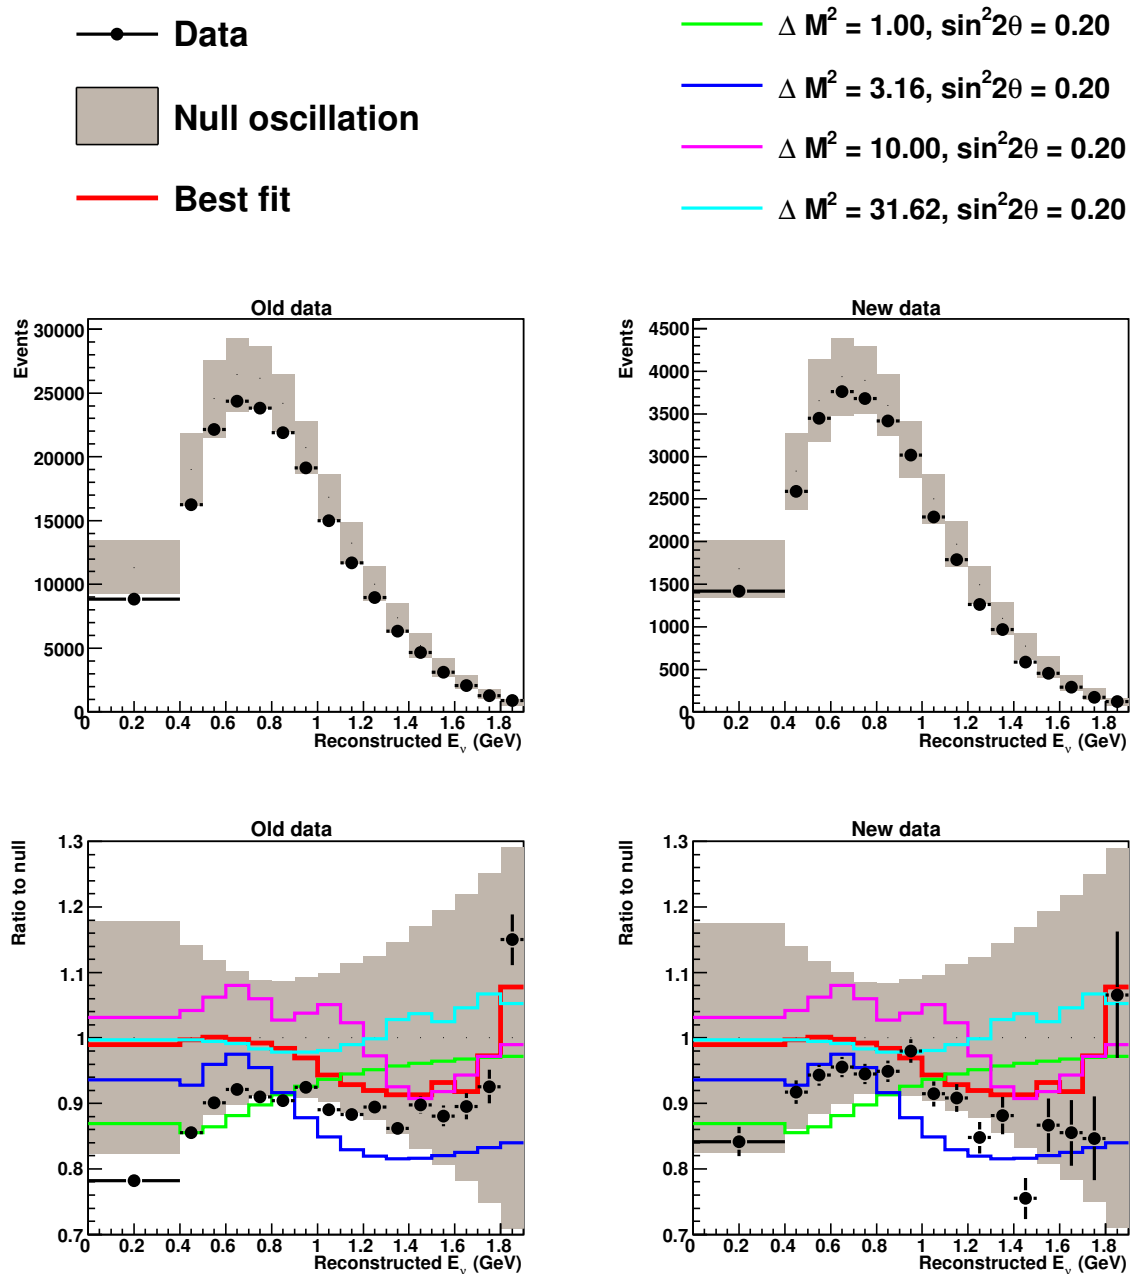 Data
Null oscillation
Best fit
Δ M² = 1.00, sin²2θ = 0.20
Δ M² = 3.16, sin²2θ = 0.20
Δ M² = 10.00, sin²2θ = 0.20
Δ M² = 31.62, sin²2θ = 0.20
Old data
Events
30000
25000
20000
15000
10000
5000
0
0 0.2 0.4 0.6 0.8 1 1.2 1.4 1.6 1.8
Reconstructed Eᵥ (GeV)
New data
Events
4500
4000
3500
3000
2500
2000
1500
1000
500
0
0 0.2 0.4 0.6 0.8 1 1.2 1.4 1.6 1.8
Reconstructed Eᵥ (GeV)
Old data
Ratio to null
1.3
1.2
1.1
1
0.9
0.8
0.7
0 0.2 0.4 0.6 0.8 1 1.2 1.4 1.6 1.8
Reconstructed Eᵥ (GeV)
New data
Ratio to null
1.3
1.2
1.1
1
0.9
0.8
0.7
0 0.2 0.4 0.6 0.8 1 1.2 1.4 1.6 1.8
Reconstructed Eᵥ (GeV)